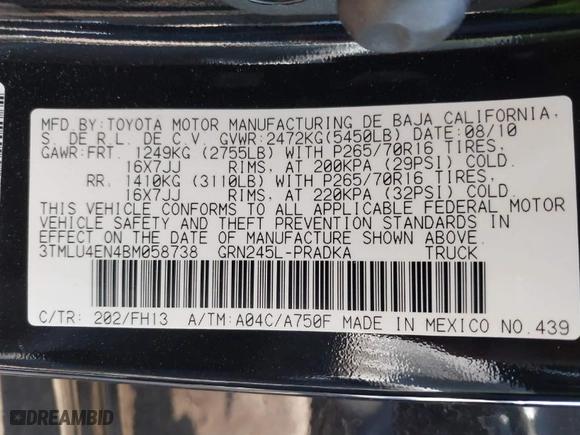 MFD.BY:TOYOTA MOTOR MANUFACTURING DE BAJA CALIFORNIA,
S. DE R.L. DE C.V. GVWR:2472KG(5450LB) DATE:08/10
GAWR:FRT. 1249KG (2755LB) WITH P265/70R16 TIRES,
16X7JJ RIMS, AT 200KPA (29PSI) COLD.
RR. 1410KG (3110LB) WITH P265/70R16 TIRES,
16X7JJ RIMS, AT 220KPA (32PSI) COLD.
THIS VEHICLE CONFORMS TO ALL APPLICABLE FEDERAL MOTOR
VEHICLE SAFETY AND THEFT PREVENTION STANDARDS IN
EFFECT ON THE DATE OF MANUFACTURE SHOWN ABOVE.
3TMLU4EN4BM058738 GRN245L-PRADKA TRUCK
C/TR: 202/FH13 A/TM:A04C/A750F MADE IN MEXICO NO.439
DREAMBID